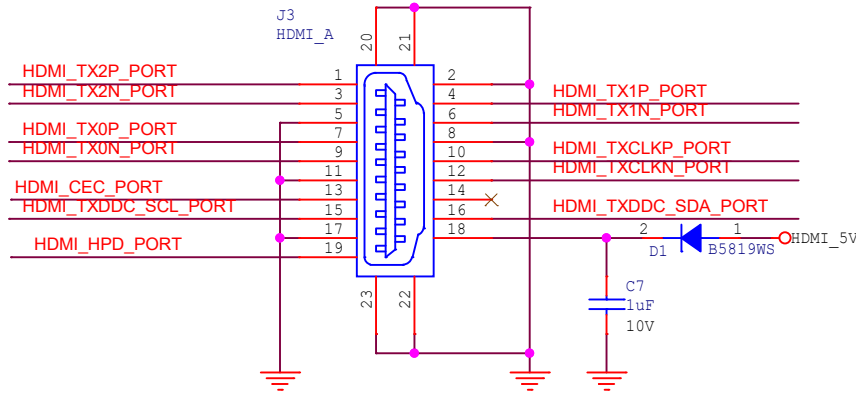 J3
HDMI_A
20
21
HDMI_TX2P_PORT
1
2
HDMI_TX2N_PORT
3
4
HDMI_TX1P_PORT
5
6
HDMI_TX1N_PORT
HDMI_TX0P_PORT
7
8
HDMI_TX0N_PORT
9
10
HDMI_TXCLKP_PORT
11
12
HDMI_TXCLKN_PORT
HDMI_CEC_PORT
13
14
HDMI_TXDDC_SCL_PORT
15
16
HDMI_TXDDC_SDA_PORT
17
18
2
1
HDMI_5V
D1
B5819WS
HDMI_HPD_PORT
19
23
22
C7
1uF
10V